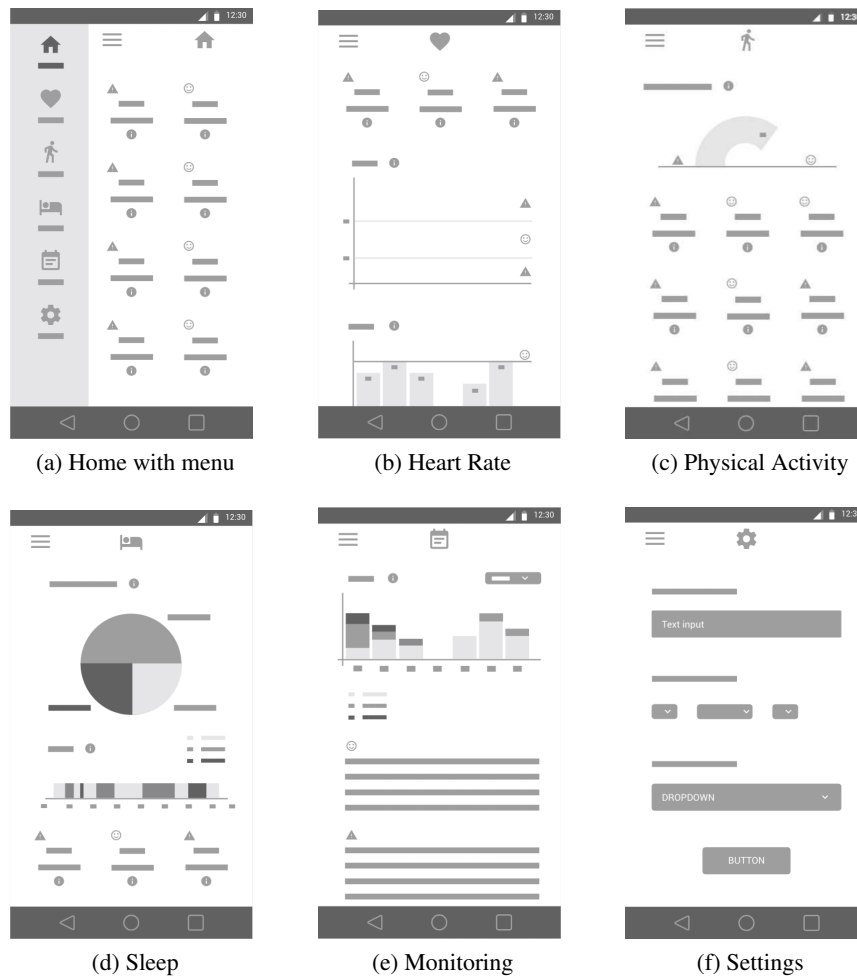 12:30 12:30 12:30
(a) Home with menu (b) Heart Rate (c) Physical Activity
12:30 12:30 12:3
(d) Sleep (e) Monitoring (f) Settings
Text input
DROPDOWN
BUTTON